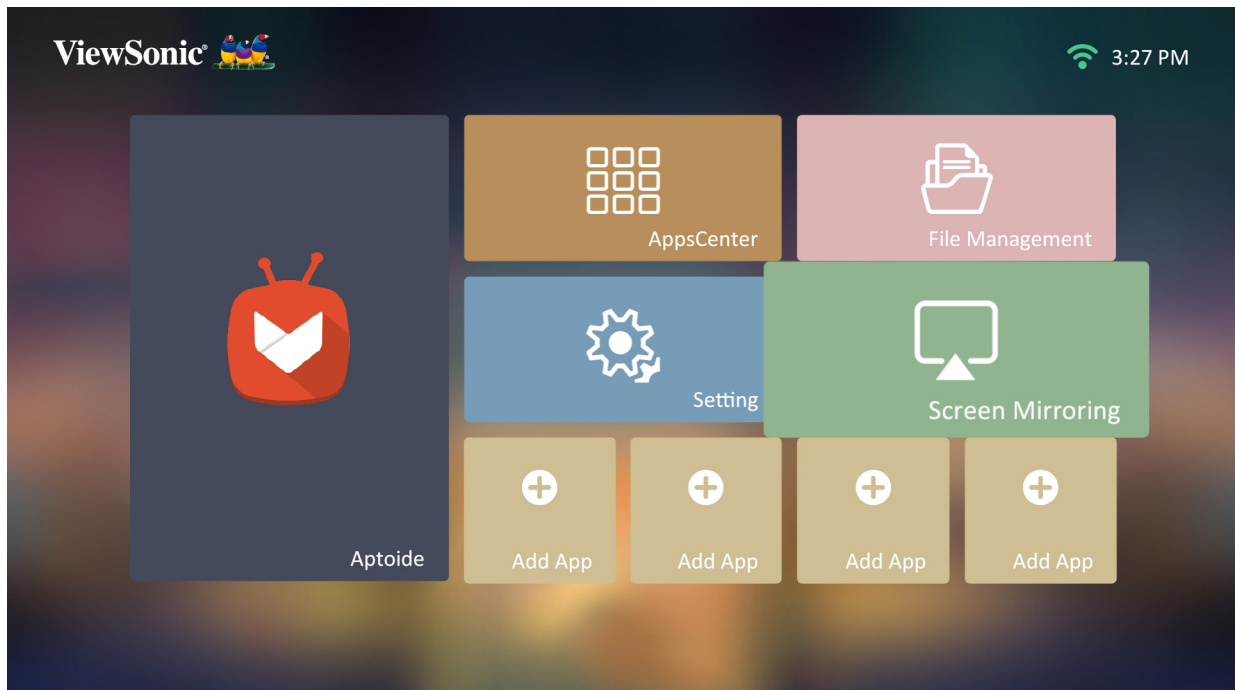 ViewSonic®
3:27 PM
AppsCenter
File Management
Setting
Screen Mirroring
Aptoide
Add App
Add App
Add App
Add App